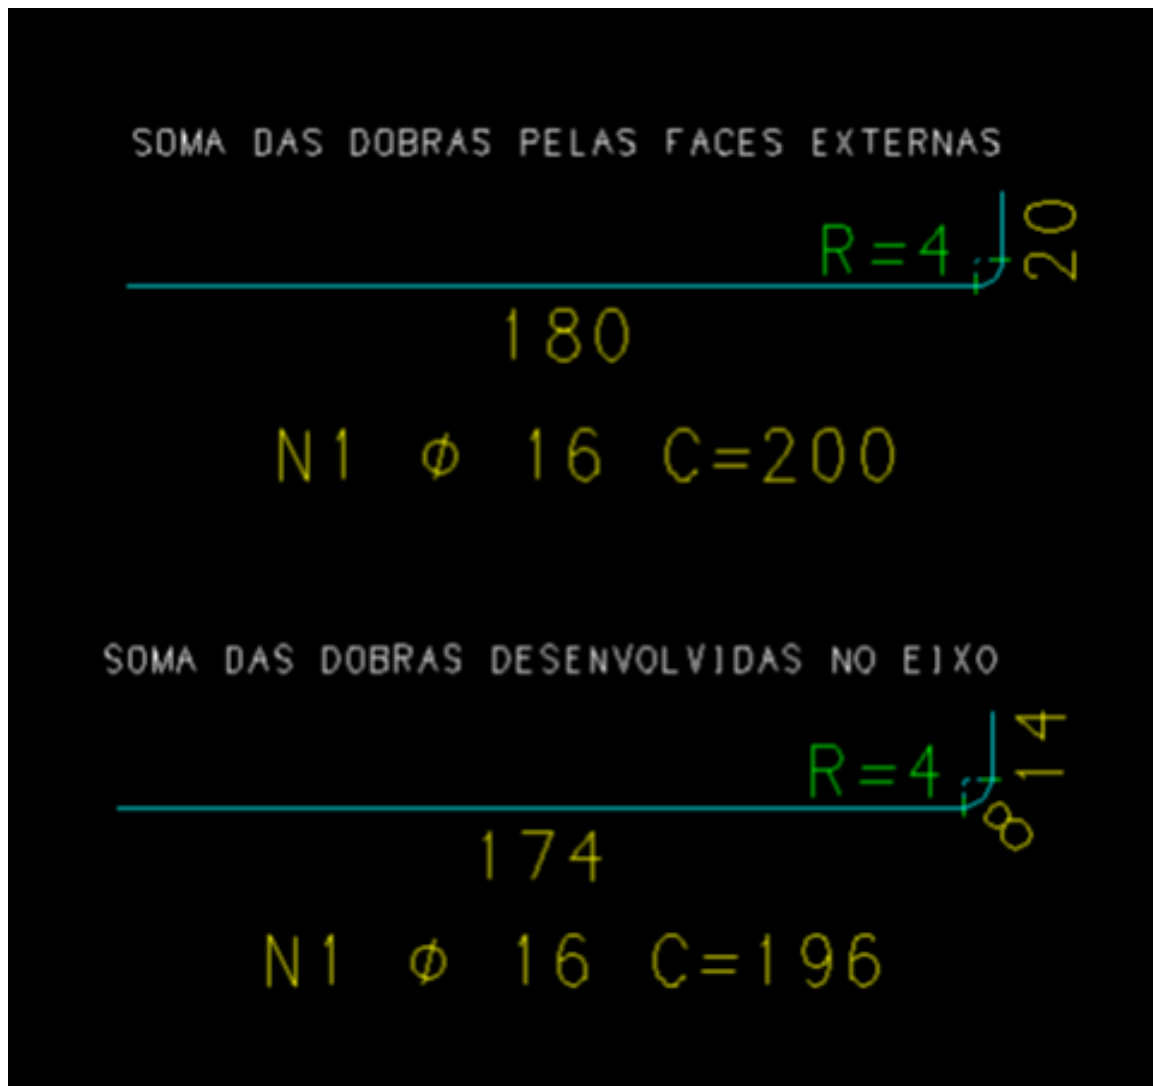 SOMA DAS DOBRAS PELAS FACES EXTERNAS
20
R=4
180
N1 ϕ 16 C=200
SOMA DAS DOBRAS DESENVOLVIDAS NO EIXO
14
R=4
8
174
N1 ϕ 16 C=196